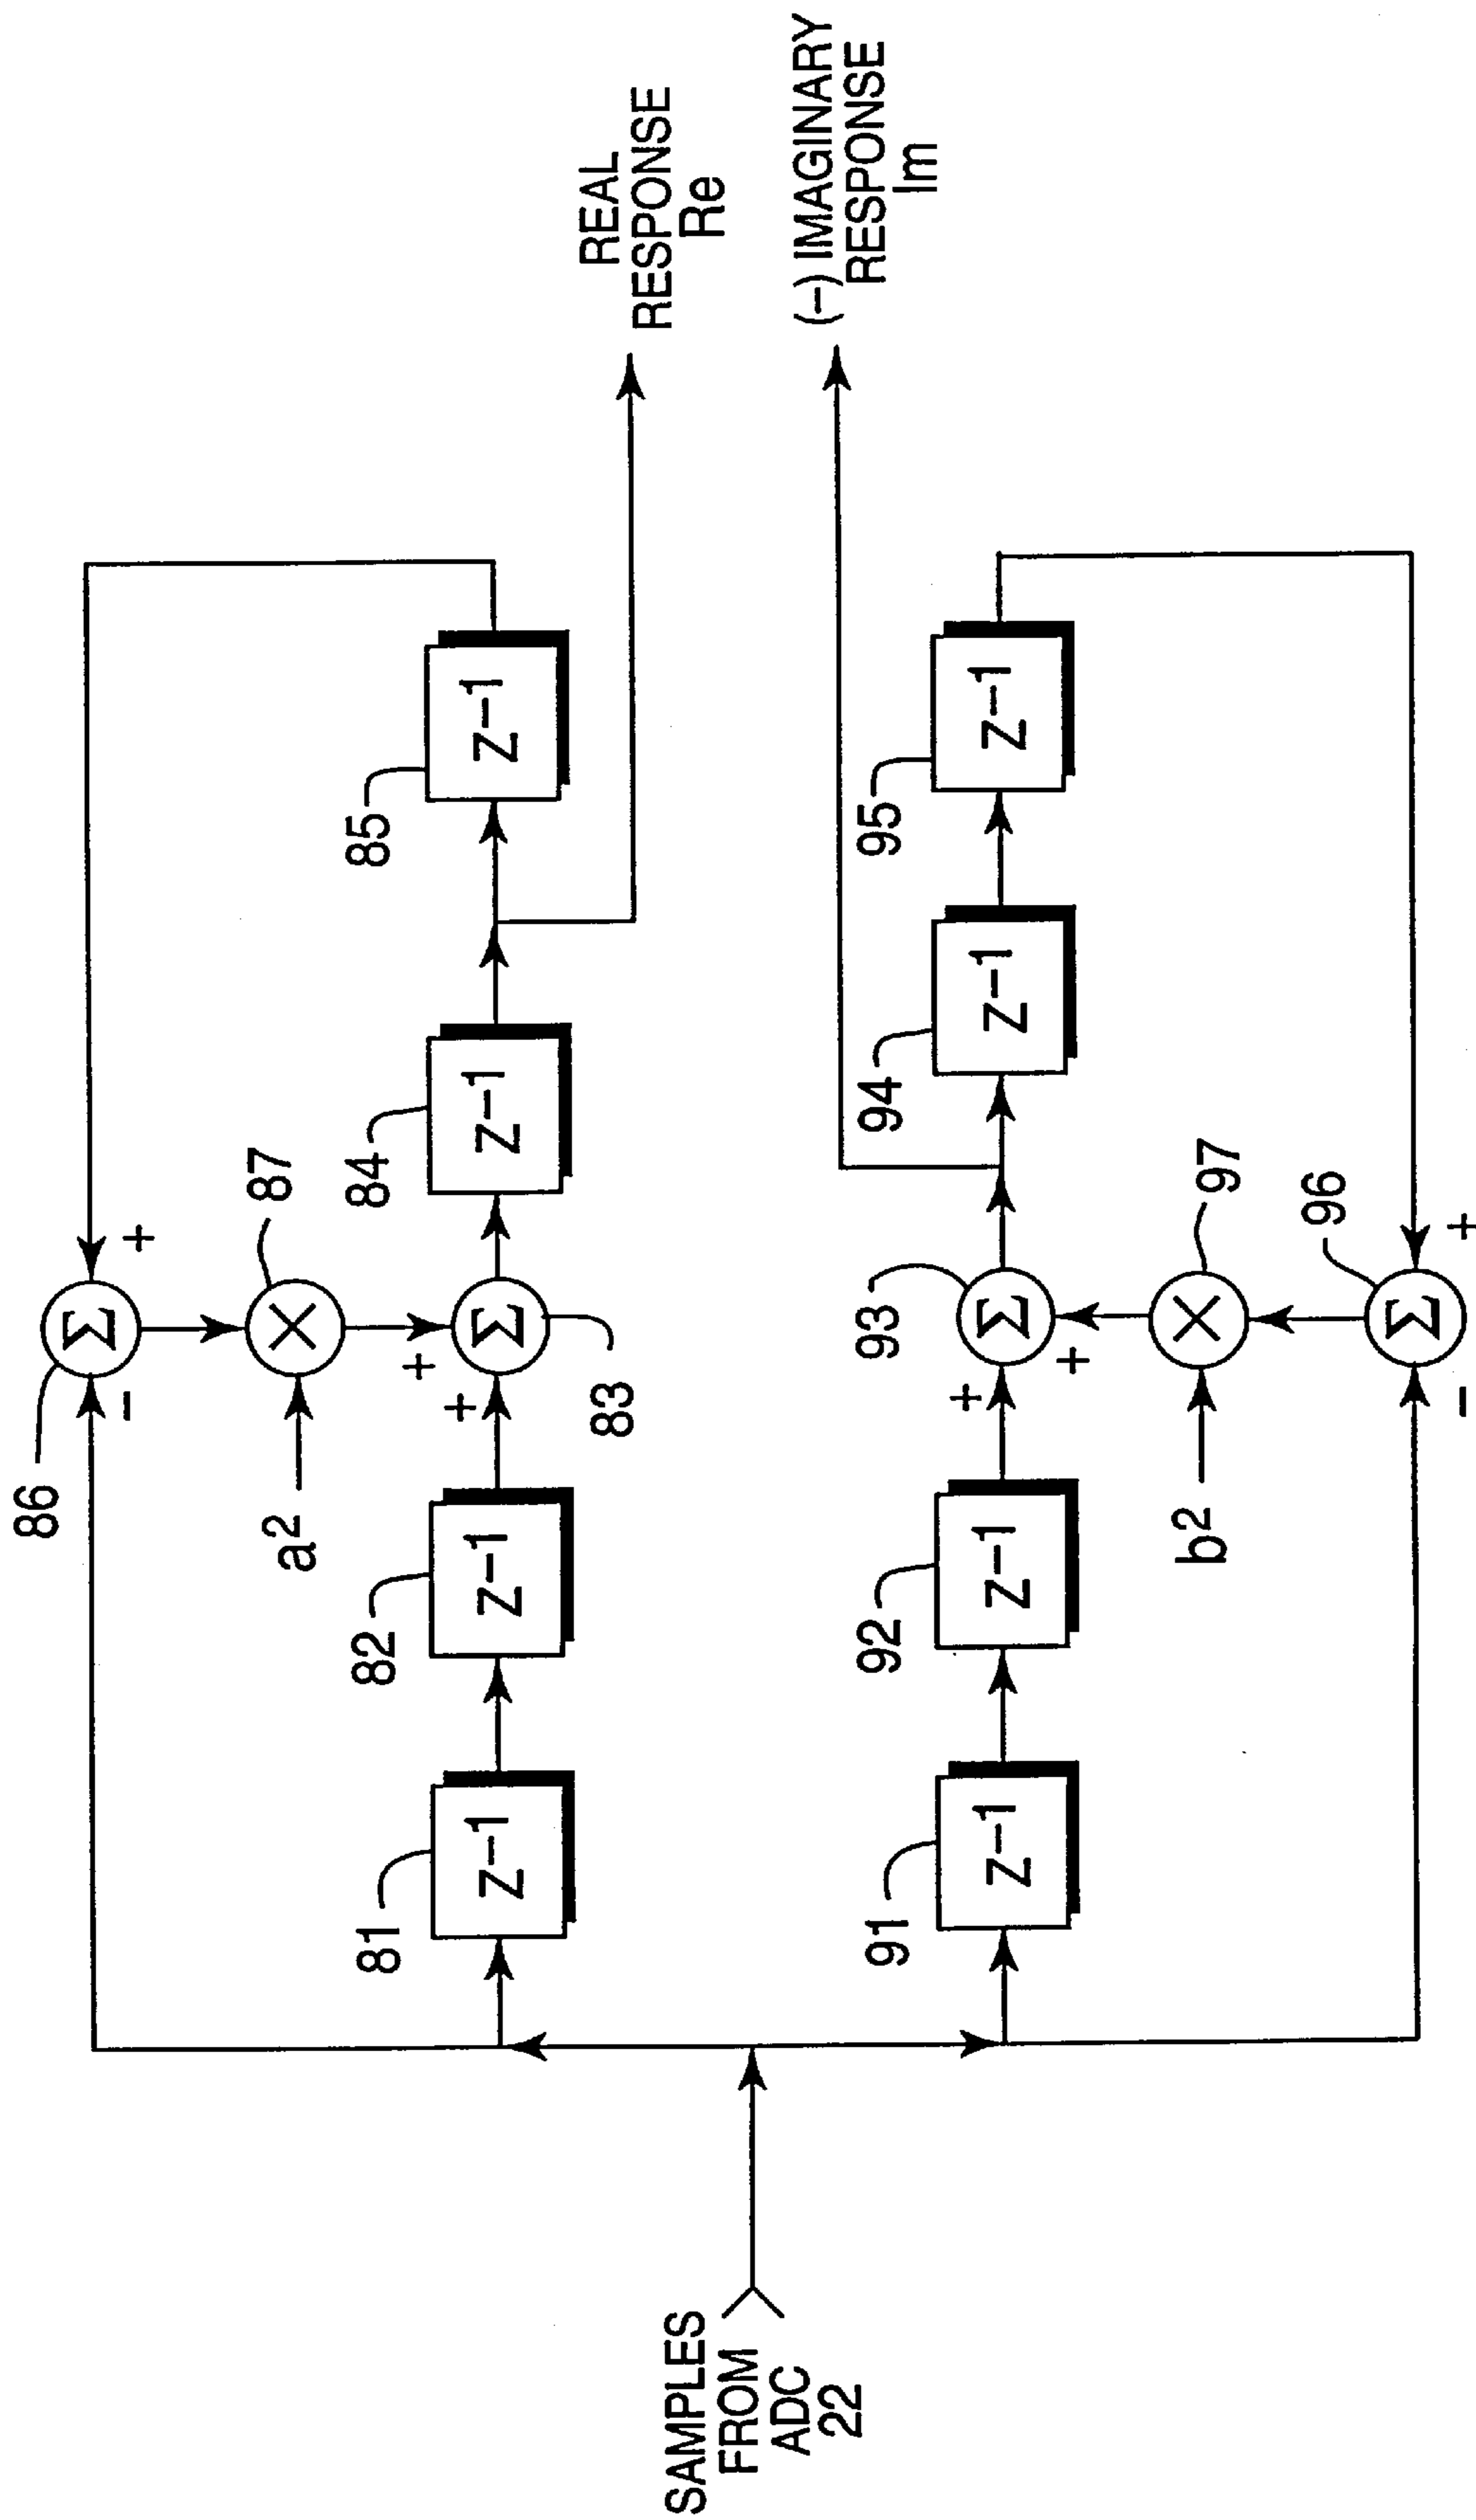 86
Σ
-
+
a²
×
87
81
z-1
82
z-1
+
+
Σ
83
84
z-1
85
z-1
REAL
RESPONSE
Re
SAMPLES
FROM
ADC
22
(-) IMAGINARY
RESPONSE
Im
91
z-1
92
z-1
+
93
Σ
+
94
z-1
95
z-1
b²
×
97
-
Σ
96
+